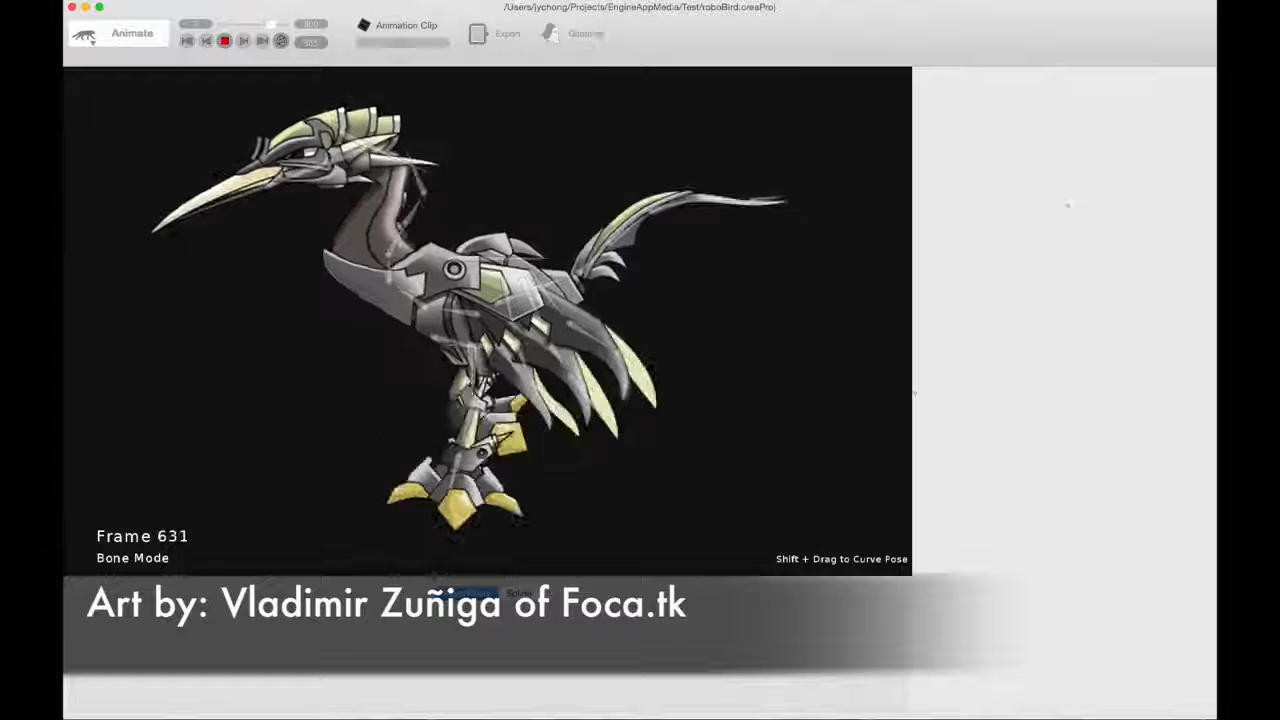 /Users/jychong/Projects/EngineAppMedia/Test/roboBird.creaProj
Animate
800
Animation Clip
Export
Frame 631
Bone Mode
Shift + Drag to Curve Pose
Art by: Vladimir Zuñiga of Foca.tk